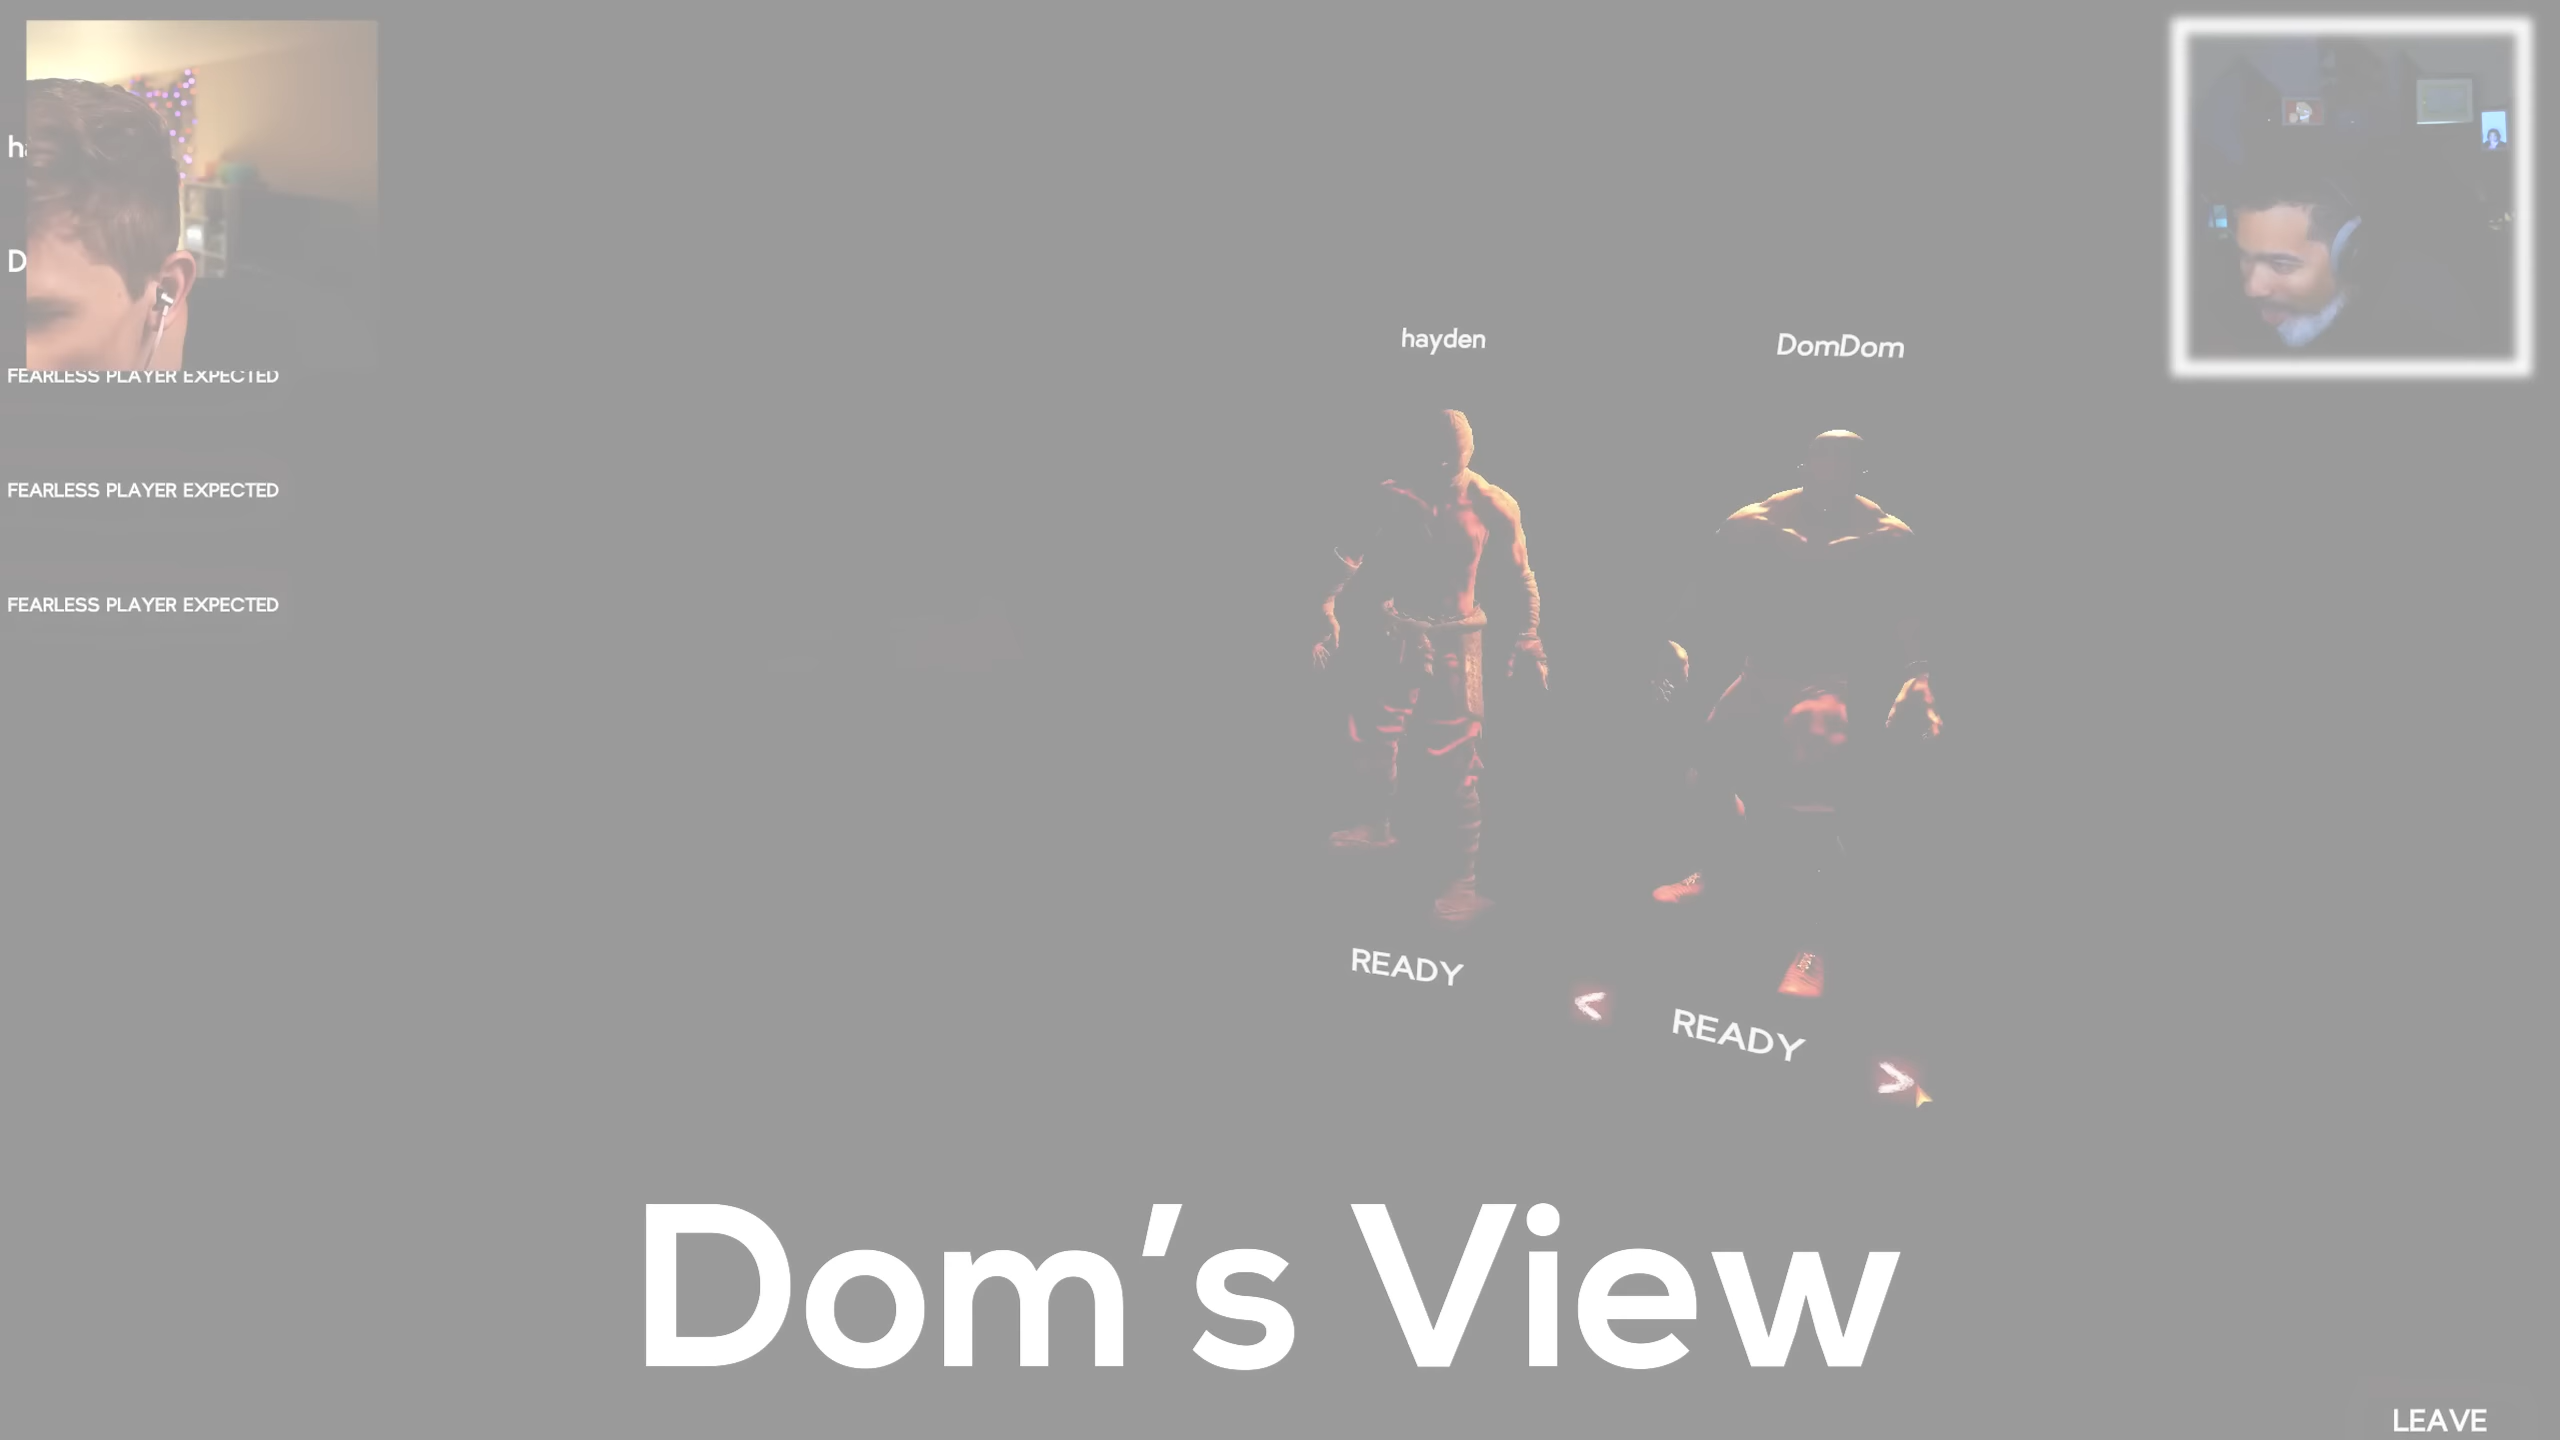 FEARLESS PLAYER EXPECTED
FEARLESS PLAYER EXPECTED
FEARLESS PLAYER EXPECTED
hayden
DomDom
READY
<
READY
>
Dom's View
LEAVE